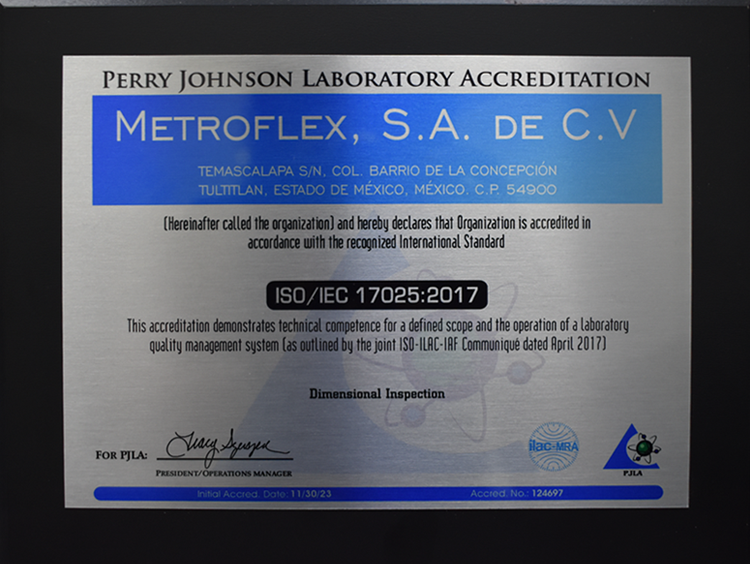 PERRY JOHNSON LABORATORY ACCREDITATION
METROFLEX, S.A. DE C.V
TEMASCALAPA S/N, COL. BARRIO DE LA CONCEPCIÓN
TULTITLAN, ESTADO DE MÉXICO, MÉXICO. C.P. 54900
(Hereinafter called the organization) and hereby declares that Organization is accredited in
accordance with the recognized International Standard
ISO/IEC 17025:2017
This accreditation demonstrates technical competence for a defined scope and the operation of a laboratory
quality management system (as outlined by the joint ISO-ILAC-IAF Communiqué dated April 2017)
Dimensional Inspection
FOR PJLA:
PRESIDENT/OPERATIONS MANAGER
ilac-MRA
PJLA
Initial Accred. Date: 11/30/23
Accred. No.: 124697